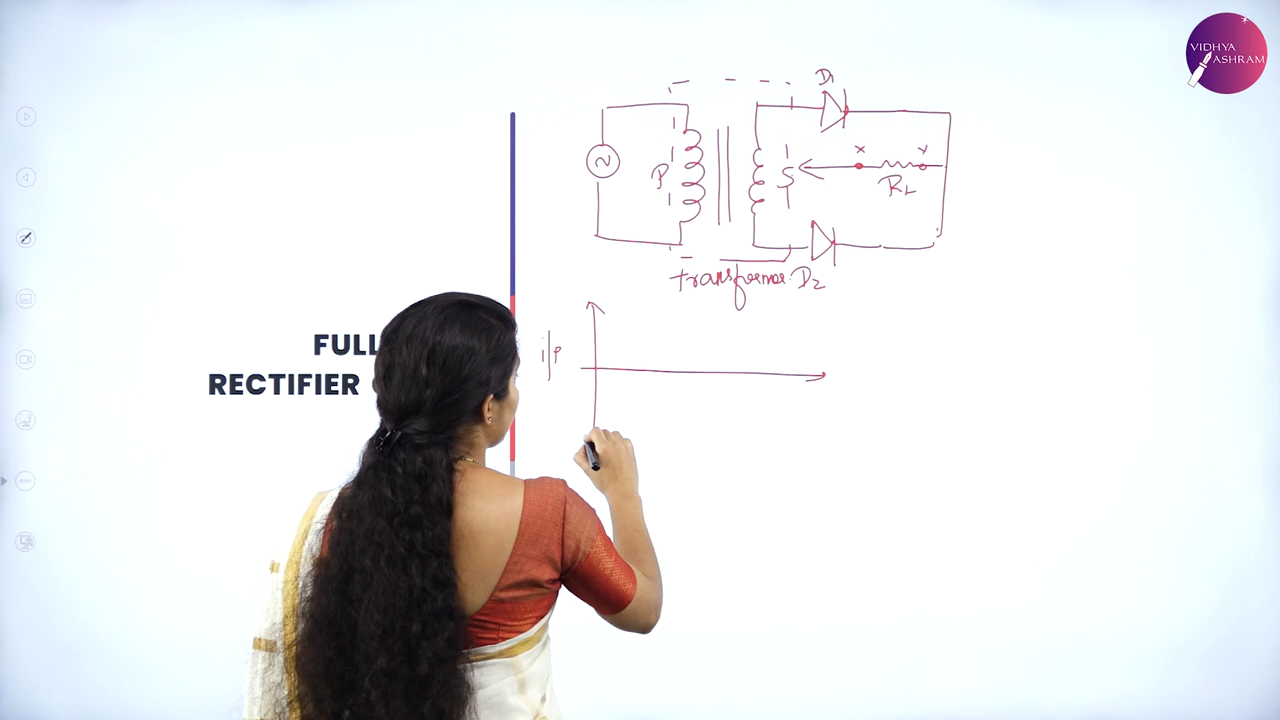 VIDHYA
ASHRAM
D1
P
S
x
y
RL
transformer
D2
i/p
FULL
RECTIFIER